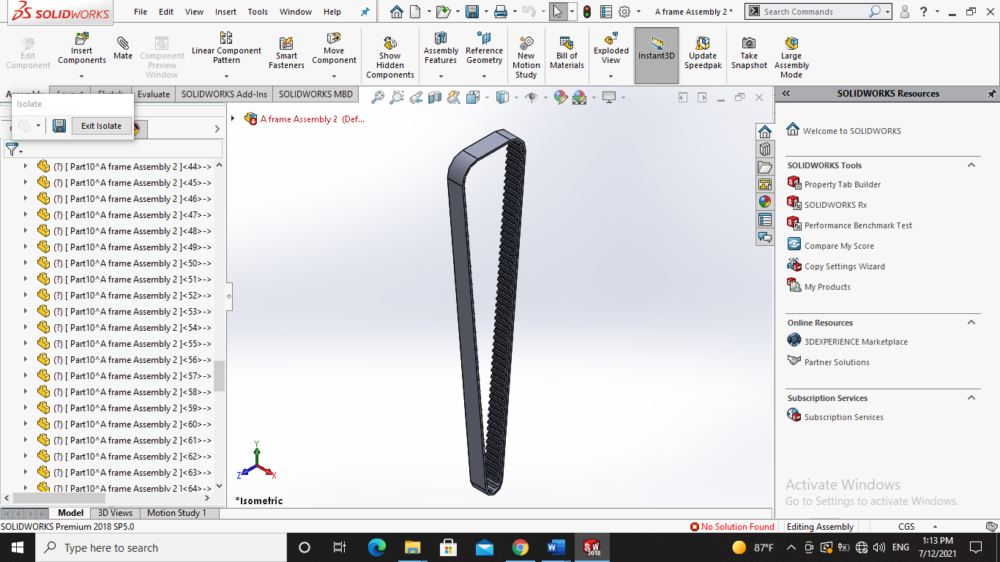 SOLIDWORKS
File Edit View Insert Tools Window Help
A frame Assembly 2 *
Search Commands
Edit Component
Insert Components
Mate
Component Preview Window
Linear Component Pattern
Smart Fasteners
Move Component
Show Hidden Components
Assembly Features
Reference Geometry
New Motion Study
Bill of Materials
Exploded View
Instant3D
Update Speedpak
Take Snapshot
Large Assembly Mode
Assembly Layout Sketch Evaluate SOLIDWORKS Add-Ins SOLIDWORKS MBD
Isolate
Exit Isolate
A frame Assembly 2 (Def...
(?) [ Part10^A frame Assembly 2 ]<44>->
(?) [ Part10^A frame Assembly 2 ]<45>->
(?) [ Part10^A frame Assembly 2 ]<46>->
(?) [ Part10^A frame Assembly 2 ]<47>->
(?) [ Part10^A frame Assembly 2 ]<48>->
(?) [ Part10^A frame Assembly 2 ]<49>->
(?) [ Part10^A frame Assembly 2 ]<50>->
(?) [ Part10^A frame Assembly 2 ]<51>->
(?) [ Part10^A frame Assembly 2 ]<52>->
(?) [ Part10^A frame Assembly 2 ]<53>->
(?) [ Part10^A frame Assembly 2 ]<54>->
(?) [ Part10^A frame Assembly 2 ]<55>->
(?) [ Part10^A frame Assembly 2 ]<56>->
(?) [ Part10^A frame Assembly 2 ]<57>->
(?) [ Part10^A frame Assembly 2 ]<58>->
(?) [ Part10^A frame Assembly 2 ]<59>->
(?) [ Part10^A frame Assembly 2 ]<60>->
(?) [ Part10^A frame Assembly 2 ]<61>->
(?) [ Part10^A frame Assembly 2 ]<62>->
(?) [ Part10^A frame Assembly 2 ]<63>->
(?) [ Part10^A frame Assembly 2 ]<64>->
Y
Z X
*Isometric
SOLIDWORKS Resources
Welcome to SOLIDWORKS
SOLIDWORKS Tools
Property Tab Builder
SOLIDWORKS Rx
Performance Benchmark Test
Compare My Score
Copy Settings Wizard
My Products
Online Resources
3DEXPERIENCE Marketplace
Partner Solutions
Subscription Services
Subscription Services
Activate Windows
Go to Settings to activate Windows.
Model 3D Views Motion Study 1
SOLIDWORKS Premium 2018 SP5.0
No Solution Found Editing Assembly CGS
Type here to search
87°F
ENG
1:13 PM
7/12/2021